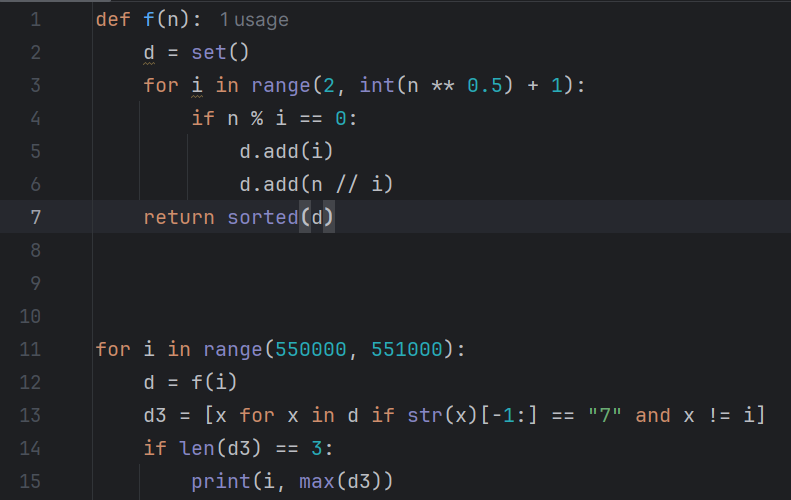 1 def f(n): 1 usage
2     d = set()
3     for i in range(2, int(n ** 0.5) + 1):
4         if n % i == 0:
5             d.add(i)
6             d.add(n // i)
7     return sorted(d)
8
9
10
11 for i in range(550000, 551000):
12     d = f(i)
13     d3 = [x for x in d if str(x)[-1:] == "7" and x != i]
14     if len(d3) == 3:
15         print(i, max(d3))